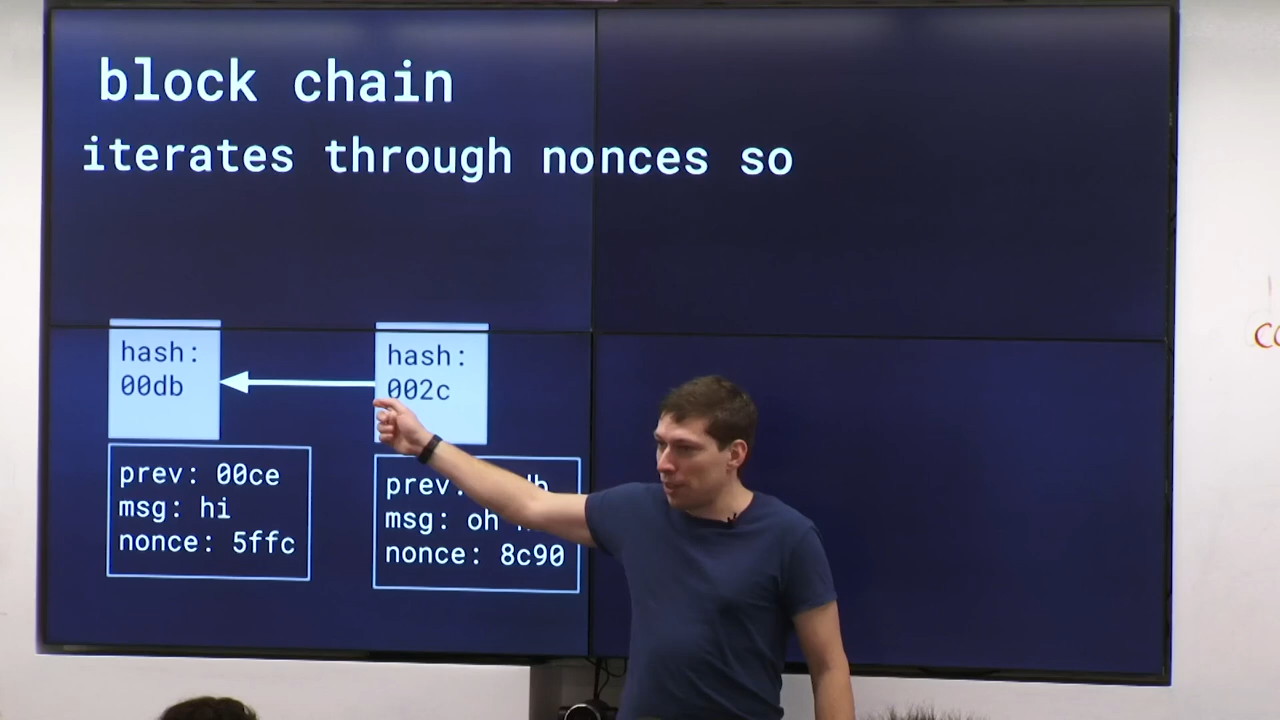 block chain
iterates through nonces so
hash:
00db
hash:
002c
prev: 00ce
msg: hi
nonce: 5ffc
prev:
msg: oh
nonce: 8c90